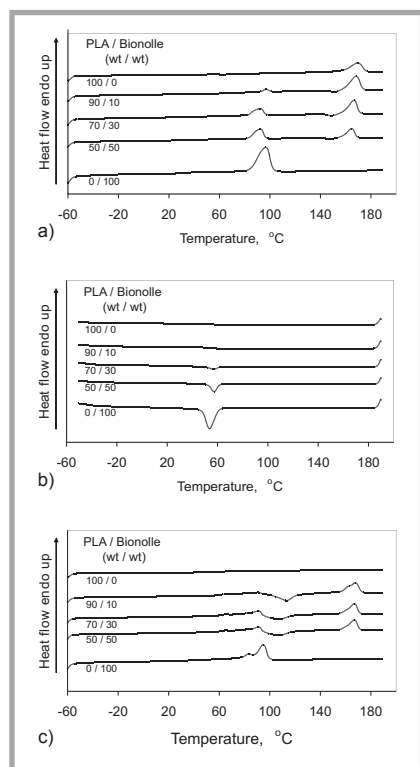 Heat flow endo up
PLA / Bionolle
(wt / wt)
100 / 0
90 / 10
70 / 30
50 / 50
0 / 100
-60 -20 20 60 100 140 180
Temperature, °C
a)
Heat flow endo up
PLA / Bionolle
(wt / wt)
100 / 0
90 / 10
70 / 30
50 / 50
0 / 100
-60 -20 20 60 100 140 180
Temperature, °C
b)
Heat flow endo up
PLA / Bionolle
(wt / wt)
100 / 0
90 / 10
70 / 30
50 / 50
0 / 100
-60 -20 20 60 100 140 180
Temperature, °C
c)